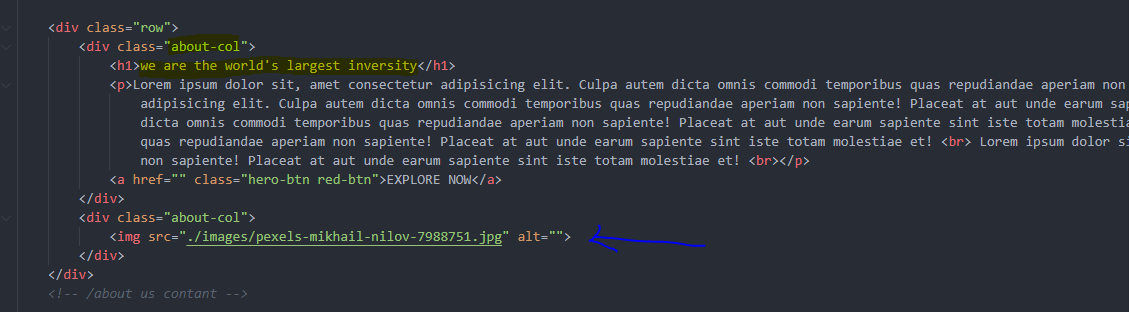 <div class="row">
<div class="about-col">
<h1>we are the world's largest inversity</h1>
<p>Lorem ipsum dolor sit, amet consectetur adipisicing elit. Culpa autem dicta omnis commodi temporibus quas repudiandae aperiam non
adipisicing elit. Culpa autem dicta omnis commodi temporibus quas repudiandae aperiam non sapiente! Placeat at aut unde earum sap
dicta omnis commodi temporibus quas repudiandae aperiam non sapiente! Placeat at aut unde earum sapiente sint iste totam molestia
quas repudiandae aperiam non sapiente! Placeat at aut unde earum sapiente sint iste totam molestiae et! <br> Lorem ipsum dolor si
non sapiente! Placeat at aut unde earum sapiente sint iste totam molestiae et! <br></p>
<a href="" class="hero-btn red-btn">EXPLORE NOW</a>
</div>
<div class="about-col">
<img src="./images/pexels-mikhail-nilov-7988751.jpg" alt="">
</div>
</div>
<!-- /about us contant -->